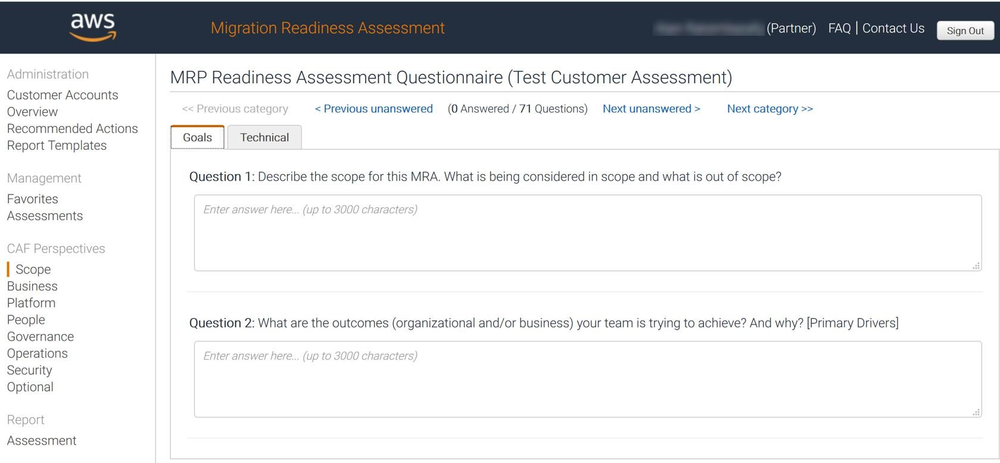 aws
Migration Readiness Assessment
(Partner) FAQ | Contact Us Sign Out
Administration
Customer Accounts
Overview
Recommended Actions
Report Templates
Management
Favorites
Assessments
CAF Perspectives
Scope
Business
Platform
People
Governance
Operations
Security
Optional
Report
Assessment
MRP Readiness Assessment Questionnaire (Test Customer Assessment)
<< Previous category < Previous unanswered (0 Answered / 71 Questions) Next unanswered > Next category >>
Goals Technical
Question 1: Describe the scope for this MRA. What is being considered in scope and what is out of scope?
Enter answer here... (up to 3000 characters)
Question 2: What are the outcomes (organizational and/or business) your team is trying to achieve? And why? [Primary Drivers]
Enter answer here... (up to 3000 characters)